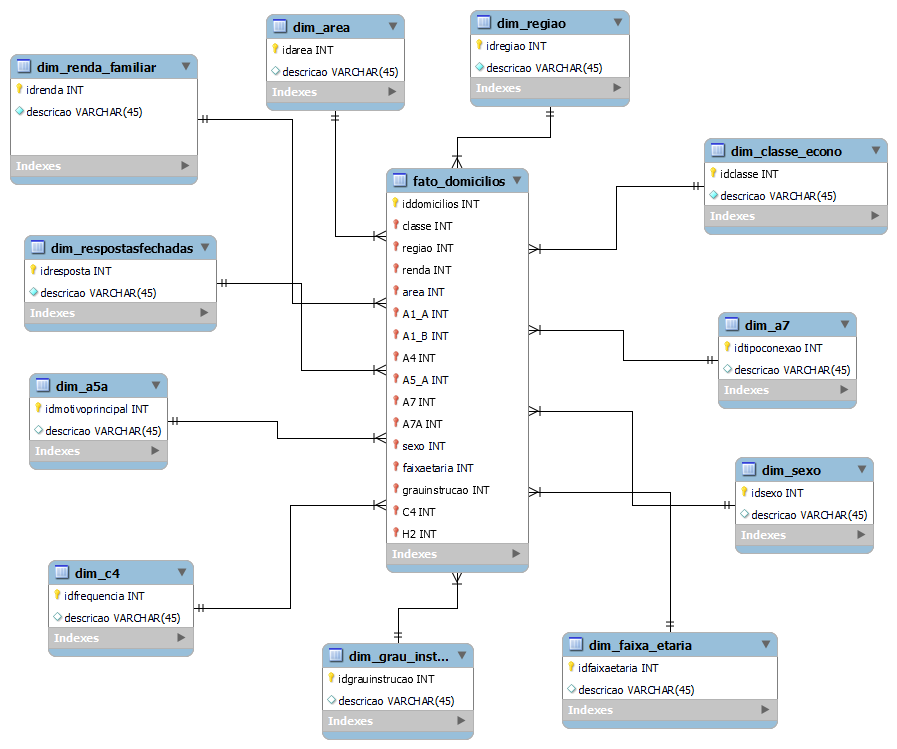 dim_area
idarea INT
descricao VARCHAR(45)
Indexes
dim_regiao
idregiao INT
descricao VARCHAR(45)
Indexes
dim_renda_familiar
idrenda INT
descricao VARCHAR(45)
Indexes
dim_classe_econo
idclasse INT
descricao VARCHAR(45)
Indexes
fato_domicilios
iddomicilios INT
classe INT
regiao INT
renda INT
area INT
A1_A INT
A1_B INT
A4 INT
A5_A INT
A7 INT
A7A INT
sexo INT
faixaetaria INT
grauinstrucao INT
C4 INT
H2 INT
Indexes
dim_respostasfechadas
idresposta INT
descricao VARCHAR(45)
Indexes
dim_a7
idtipoconexao INT
descricao VARCHAR(45)
Indexes
dim_a5a
idmotivoprincipal INT
descricao VARCHAR(45)
Indexes
dim_sexo
idsexo INT
descricao VARCHAR(45)
Indexes
dim_c4
idfrequencia INT
descricao VARCHAR(45)
Indexes
dim_grau_inst...
idgrauinstrucao INT
descricao VARCHAR(45)
Indexes
dim_faixa_etaria
idfaixaetaria INT
descricao VARCHAR(45)
Indexes